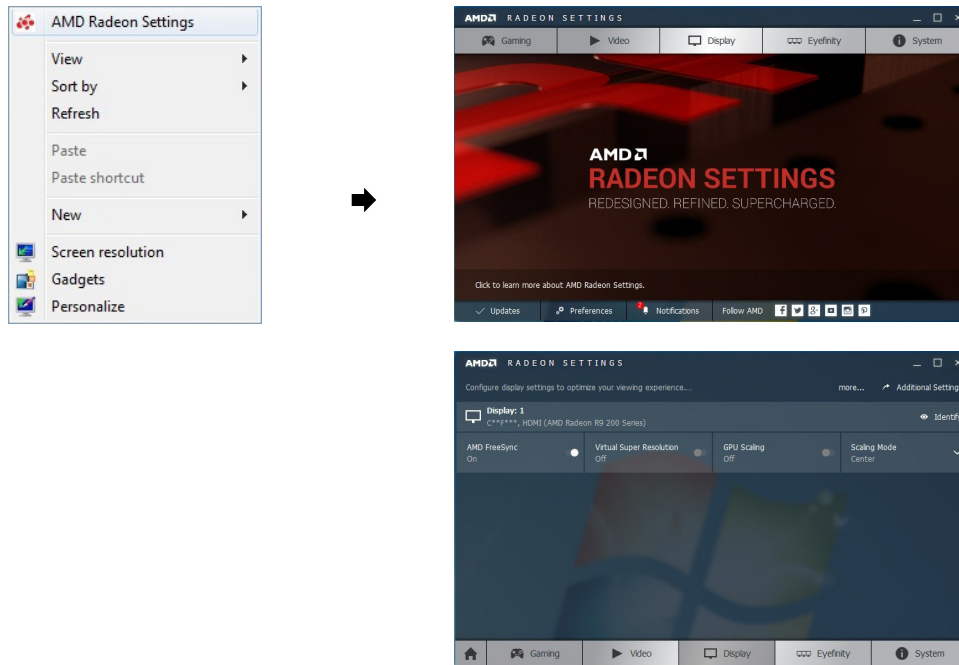 AMD Radeon Settings
View
Sort by
Refresh
Paste
Paste shortcut
New
Screen resolution
Gadgets
Personalize
AMD RADEON SETTINGS
Gaming Video Display Eyefinity System
AMD
RADEON SETTINGS
REDESIGNED. REFINED. SUPERCHARGED.
Click to learn more about AMD Radeon Settings.
Updates Preferences 2 Notifications Follow AMD
AMD RADEON SETTINGS
Configure display settings to optimize your viewing experience... more... Additional Setting
Display: 1
C**F***, HDMI (AMD Radeon R9 200 Series) Identify
AMD FreeSync Virtual Super Resolution GPU Scaling Scaling Mode
On Off Off Center
Gaming Video Display Eyefinity System